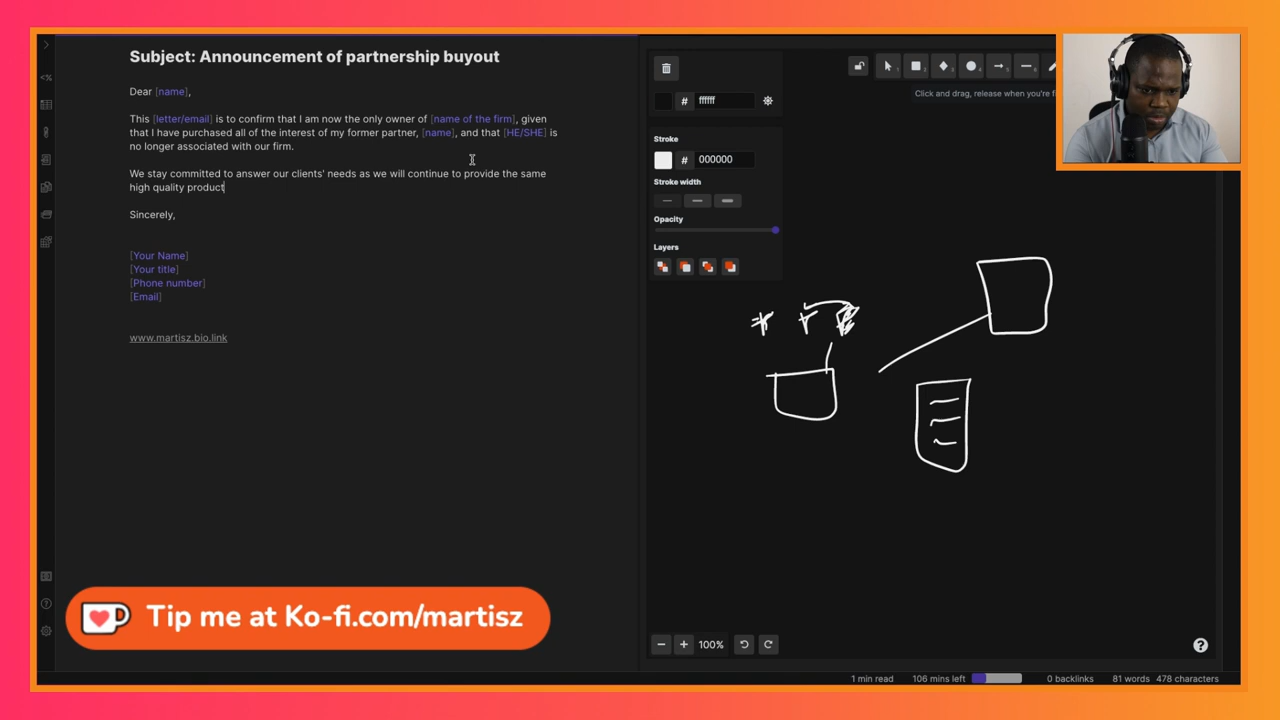 Subject: Announcement of partnership buyout
Dear [name],
This [letter/email] is to confirm that I am now the only owner of [name of the firm], given
that I have purchased all of the interest of my former partner, [name], and that [HE/SHE] is
no longer associated with our firm.
We stay committed to answer our clients' needs as we will continue to provide the same
high quality product
Sincerely,
[Your Name]
[Your title]
[Phone number]
[Email]
www.martisz.bio.link
Tip me at Ko-fi.com/martisz
# ffffff
Click and drag, release when you're fi
Stroke
# 000000
Stroke width
Opacity
Layers
100%
1 min read 106 mins left 0 backlinks 81 words 478 characters